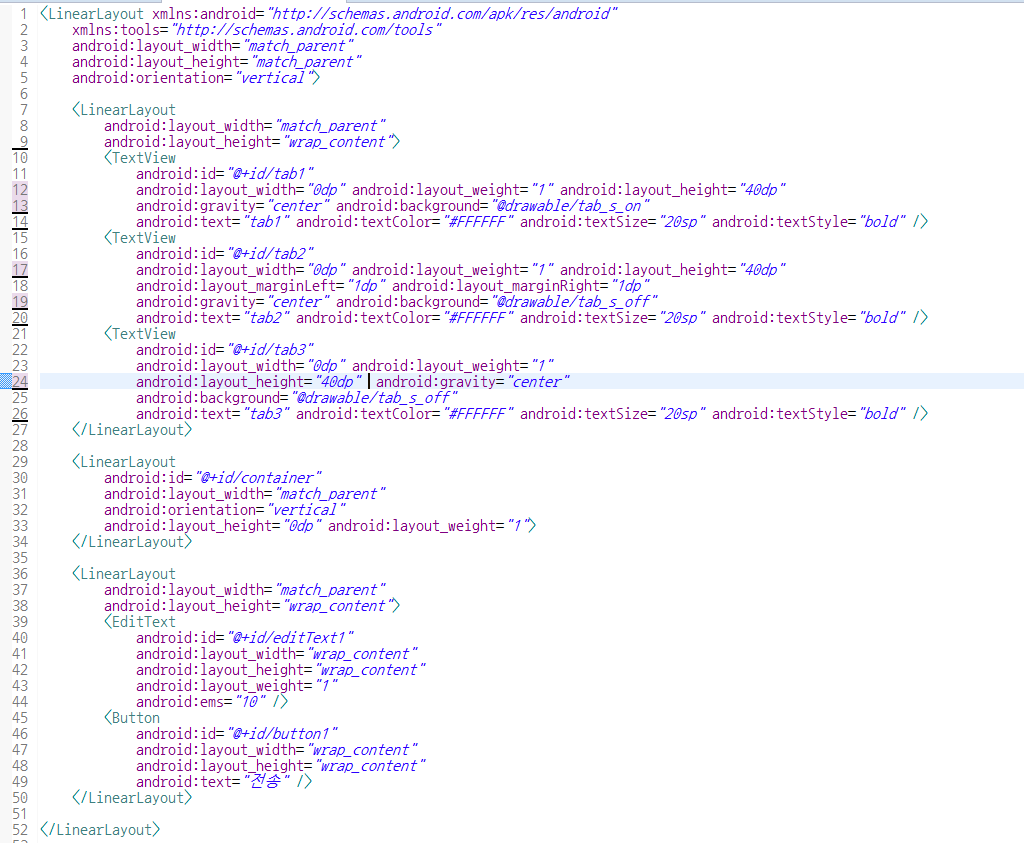 1 <LinearLayout xmlns:android="http://schemas.android.com/apk/res/android"
2 xmlns:tools="http://schemas.android.com/tools"
3 android:layout_width="match_parent"
4 android:layout_height="match_parent"
5 android:orientation="vertical">
6
7 <LinearLayout
8 android:layout_width="match_parent"
9 android:layout_height="wrap_content">
10 <TextView
11 android:id="@+id/tab1"
12 android:layout_width="0dp" android:layout_weight="1" android:layout_height="40dp"
13 android:gravity="center" android:background="@drawable/tab_s_on"
14 android:text="tab1" android:textColor="#FFFFFF" android:textSize="20sp" android:textStyle="bold" />
15 <TextView
16 android:id="@+id/tab2"
17 android:layout_width="0dp" android:layout_weight="1" android:layout_height="40dp"
18 android:layout_marginLeft="1dp" android:layout_marginRight="1dp"
19 android:gravity="center" android:background="@drawable/tab_s_off"
20 android:text="tab2" android:textColor="#FFFFFF" android:textSize="20sp" android:textStyle="bold" />
21 <TextView
22 android:id="@+id/tab3"
23 android:layout_width="0dp" android:layout_weight="1"
24 android:layout_height="40dp" android:gravity="center"
25 android:background="@drawable/tab_s_off"
26 android:text="tab3" android:textColor="#FFFFFF" android:textSize="20sp" android:textStyle="bold" />
27 </LinearLayout>
28
29 <LinearLayout
30 android:id="@+id/container"
31 android:layout_width="match_parent"
32 android:orientation="vertical"
33 android:layout_height="0dp" android:layout_weight="1">
34 </LinearLayout>
35
36 <LinearLayout
37 android:layout_width="match_parent"
38 android:layout_height="wrap_content">
39 <EditText
40 android:id="@+id/editText1"
41 android:layout_width="wrap_content"
42 android:layout_height="wrap_content"
43 android:layout_weight="1"
44 android:ems="10" />
45 <Button
46 android:id="@+id/button1"
47 android:layout_width="wrap_content"
48 android:layout_height="wrap_content"
49 android:text="전송" />
50 </LinearLayout>
51
52 </LinearLayout>